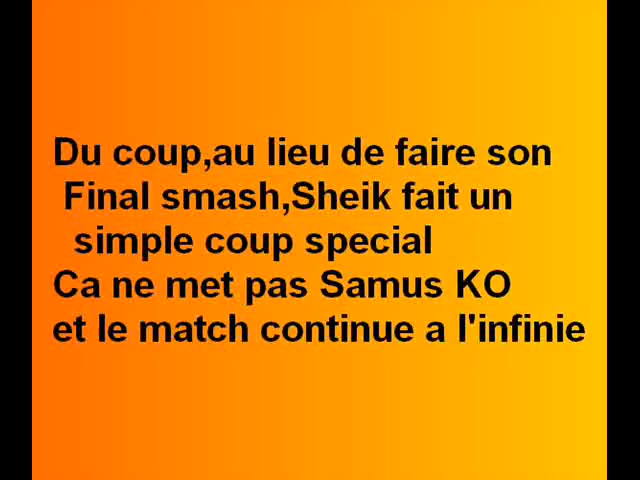 Du coup,au lieu de faire son
Final smash,Sheik fait un
simple coup special
Ca ne met pas Samus KO
et le match continue a l'infinie